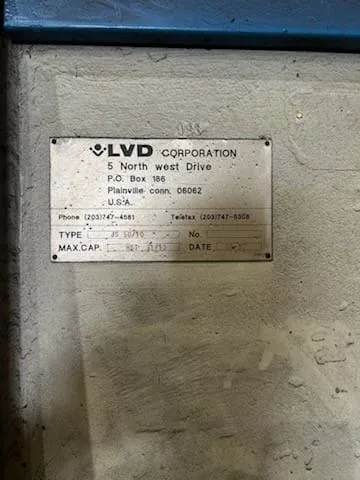 LVD CORPORATION
5 North west Drive
P.O. Box 186
Plainville conn. 06062
U.S.A.
Phone (203)747-4581 Telefax (203)747-5308
TYPE No.
MAX.CAP. DATE